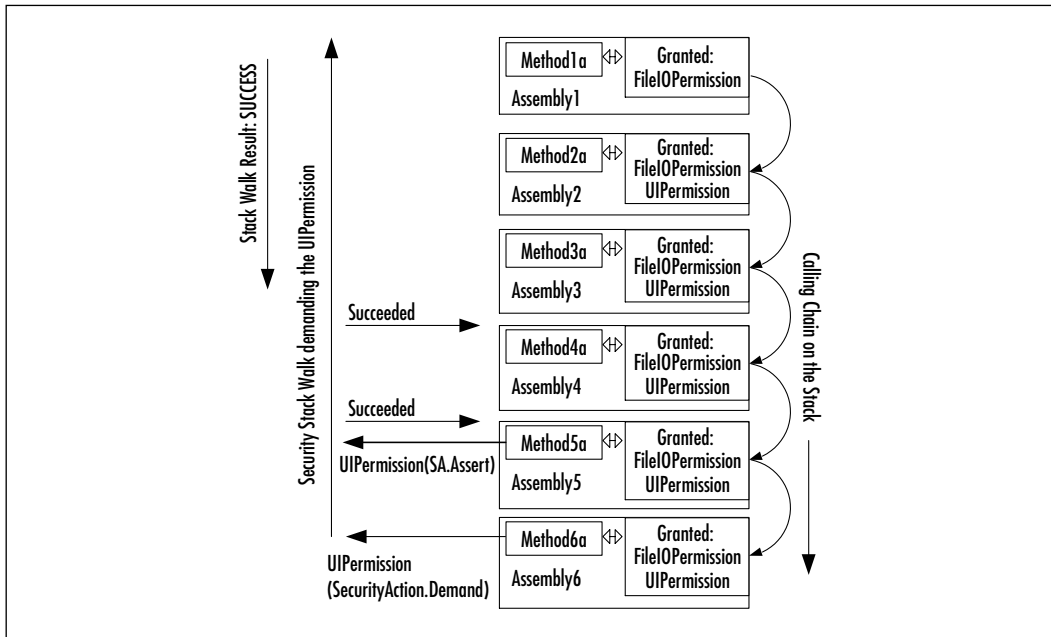 Stack Walk Result: SUCCESS
Security Stack Walk demanding the UIPermission
Method1a
Assembly1
Granted:
FileIOPermission
Method2a
Assembly2
Granted:
FileIOPermission
UIPermission
Method3a
Assembly3
Granted:
FileIOPermission
UIPermission
Succeeded
Method4a
Assembly4
Granted:
FileIOPermission
UIPermission
Succeeded
UIPermission(SA.Assert)
Method5a
Assembly5
Granted:
FileIOPermission
UIPermission
UIPermission
(SecurityAction.Demand)
Method6a
Assembly6
Granted:
FileIOPermission
UIPermission
Calling Chain on the Stack